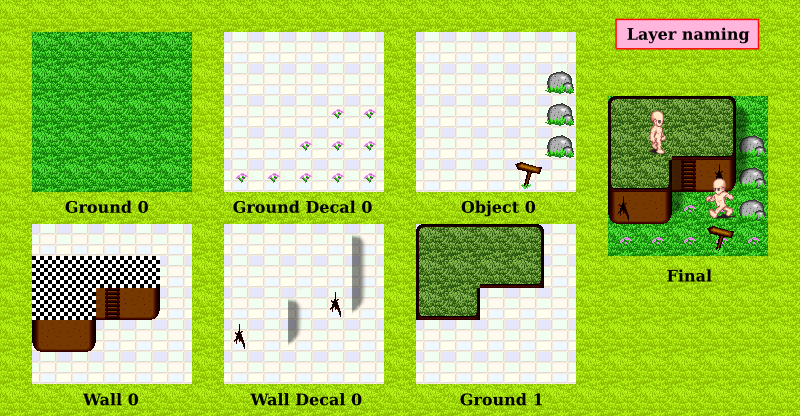 Layer naming
Ground 0
Ground Decal 0
Object 0
Final
Wall 0
Wall Decal 0
Ground 1